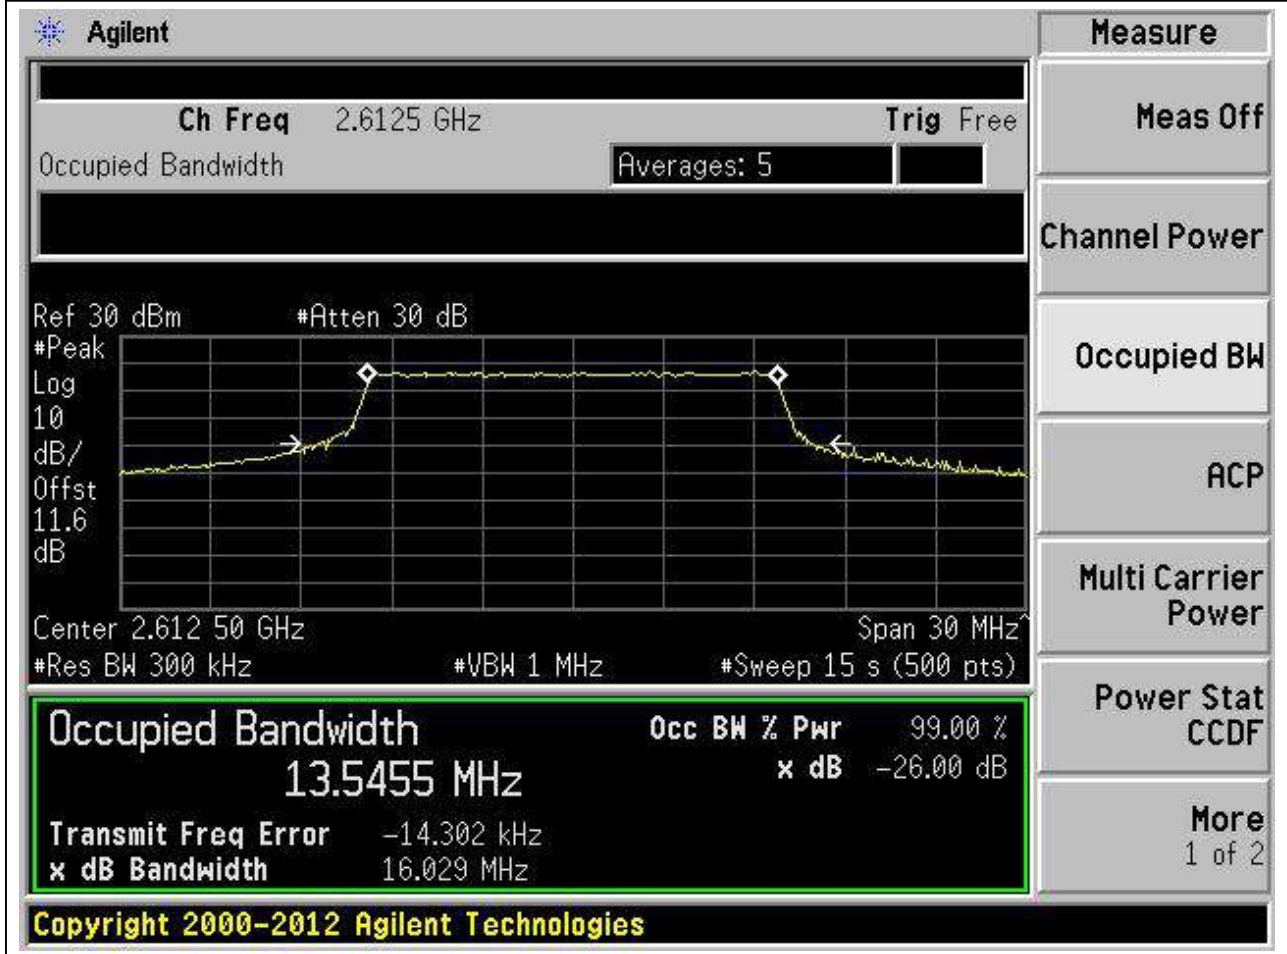 Agilent
Measure
Ch Freq 2.6125 GHz Trig Free
Occupied Bandwidth Averages: 5
Meas Off
Channel Power
Occupied BW
ACP
Multi Carrier
Power
Power Stat
CCDF
More
1 of 2
Ref 30 dBm #Atten 30 dB
#Peak
Log
10
dB/
Offst
11.6
dB
Center 2.612 50 GHz Span 30 MHz^
#Res BW 300 kHz #VBW 1 MHz #Sweep 15 s (500 pts)
Occupied Bandwidth Occ BW % Pwr 99.00 %
13.5455 MHz x dB -26.00 dB
Transmit Freq Error -14.302 kHz
x dB Bandwidth 16.029 MHz
Copyright 2000-2012 Agilent Technologies